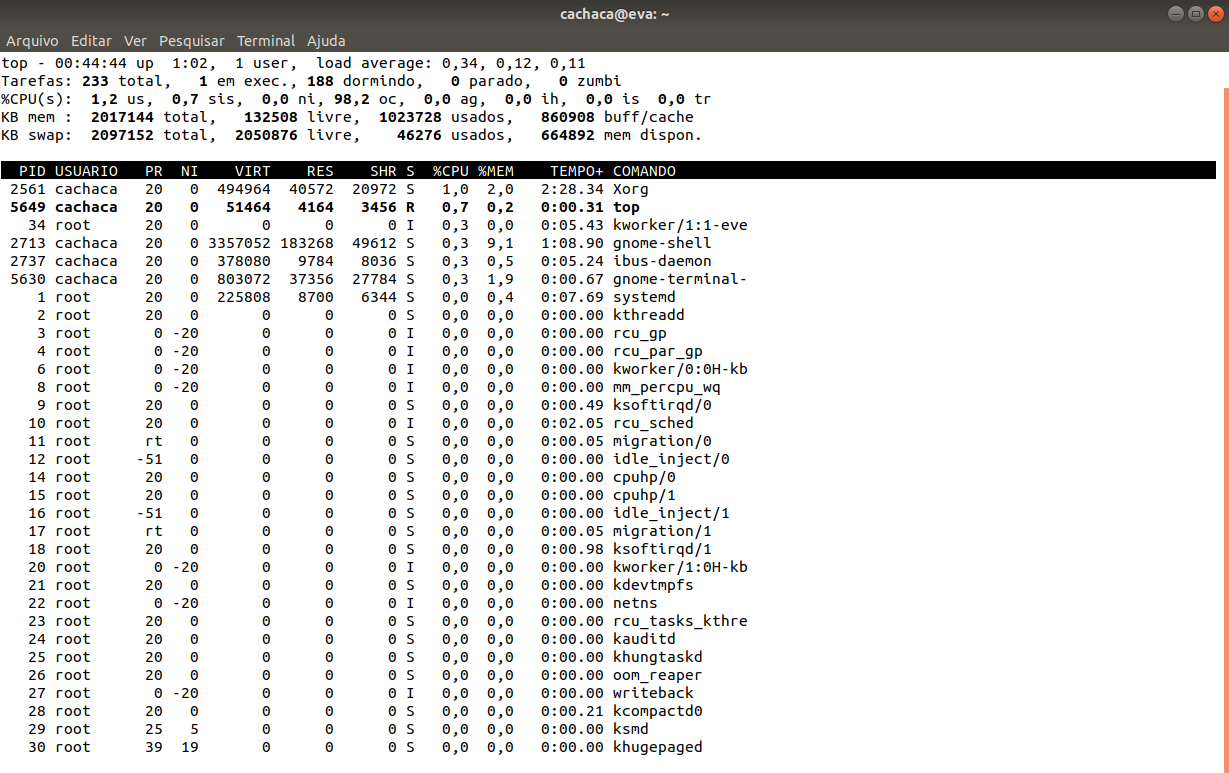 cachaca@eva: ~
Arquivo Editar Ver Pesquisar Terminal Ajuda
top - 00:44:44 up  1:02,  1 user,  load average: 0,34, 0,12, 0,11
Tarefas: 233 total,   1 em exec., 188 dormindo,   0 parado,   0 zumbi
%CPU(s):  1,2 us,  0,7 sis,  0,0 ni, 98,2 oc,  0,0 ag,  0,0 ih,  0,0 is  0,0 tr
KB mem :  2017144 total,   132508 livre,  1023728 usados,   860908 buff/cache
KB swap:  2097152 total,  2050876 livre,    46276 usados,   664892 mem dispon.
PID USUARIO   PR  NI    VIRT    RES    SHR S  %CPU %MEM    TEMPO+ COMANDO
2561 cachaca   20   0  494964  40572  20972 S   1,0  2,0   2:28.34 Xorg
5649 cachaca   20   0   51464   4164   3456 R   0,7  0,2   0:00.31 top
34 root      20   0       0      0      0 I   0,3  0,0   0:05.43 kworker/1:1-eve
2713 cachaca   20   0 3357052 183268  49612 S   0,3  9,1   1:08.90 gnome-shell
2737 cachaca   20   0  378080   9784   8036 S   0,3  0,5   0:05.24 ibus-daemon
5630 cachaca   20   0  803072  37356  27784 S   0,3  1,9   0:00.67 gnome-terminal-
1 root      20   0  225808   8700   6344 S   0,0  0,4   0:07.69 systemd
2 root      20   0       0      0      0 S   0,0  0,0   0:00.00 kthreadd
3 root       0 -20       0      0      0 I   0,0  0,0   0:00.00 rcu_gp
4 root       0 -20       0      0      0 I   0,0  0,0   0:00.00 rcu_par_gp
6 root       0 -20       0      0      0 I   0,0  0,0   0:00.00 kworker/0:0H-kb
8 root       0 -20       0      0      0 I   0,0  0,0   0:00.00 mm_percpu_wq
9 root      20   0       0      0      0 S   0,0  0,0   0:00.49 ksoftirqd/0
10 root      20   0       0      0      0 I   0,0  0,0   0:02.05 rcu_sched
11 root      rt   0       0      0      0 S   0,0  0,0   0:00.05 migration/0
12 root     -51   0       0      0      0 S   0,0  0,0   0:00.00 idle_inject/0
14 root      20   0       0      0      0 S   0,0  0,0   0:00.00 cpuhp/0
15 root      20   0       0      0      0 S   0,0  0,0   0:00.00 cpuhp/1
16 root     -51   0       0      0      0 S   0,0  0,0   0:00.00 idle_inject/1
17 root      rt   0       0      0      0 S   0,0  0,0   0:00.05 migration/1
18 root      20   0       0      0      0 S   0,0  0,0   0:00.98 ksoftirqd/1
20 root       0 -20       0      0      0 I   0,0  0,0   0:00.00 kworker/1:0H-kb
21 root      20   0       0      0      0 S   0,0  0,0   0:00.00 kdevtmpfs
22 root       0 -20       0      0      0 I   0,0  0,0   0:00.00 netns
23 root      20   0       0      0      0 S   0,0  0,0   0:00.00 rcu_tasks_kthre
24 root      20   0       0      0      0 S   0,0  0,0   0:00.00 kauditd
25 root      20   0       0      0      0 S   0,0  0,0   0:00.00 khungtaskd
26 root      20   0       0      0      0 S   0,0  0,0   0:00.00 oom_reaper
27 root       0 -20       0      0      0 I   0,0  0,0   0:00.00 writeback
28 root      20   0       0      0      0 S   0,0  0,0   0:00.21 kcompactd0
29 root      25   5       0      0      0 S   0,0  0,0   0:00.00 ksmd
30 root      39  19       0      0      0 S   0,0  0,0   0:00.00 khugepaged